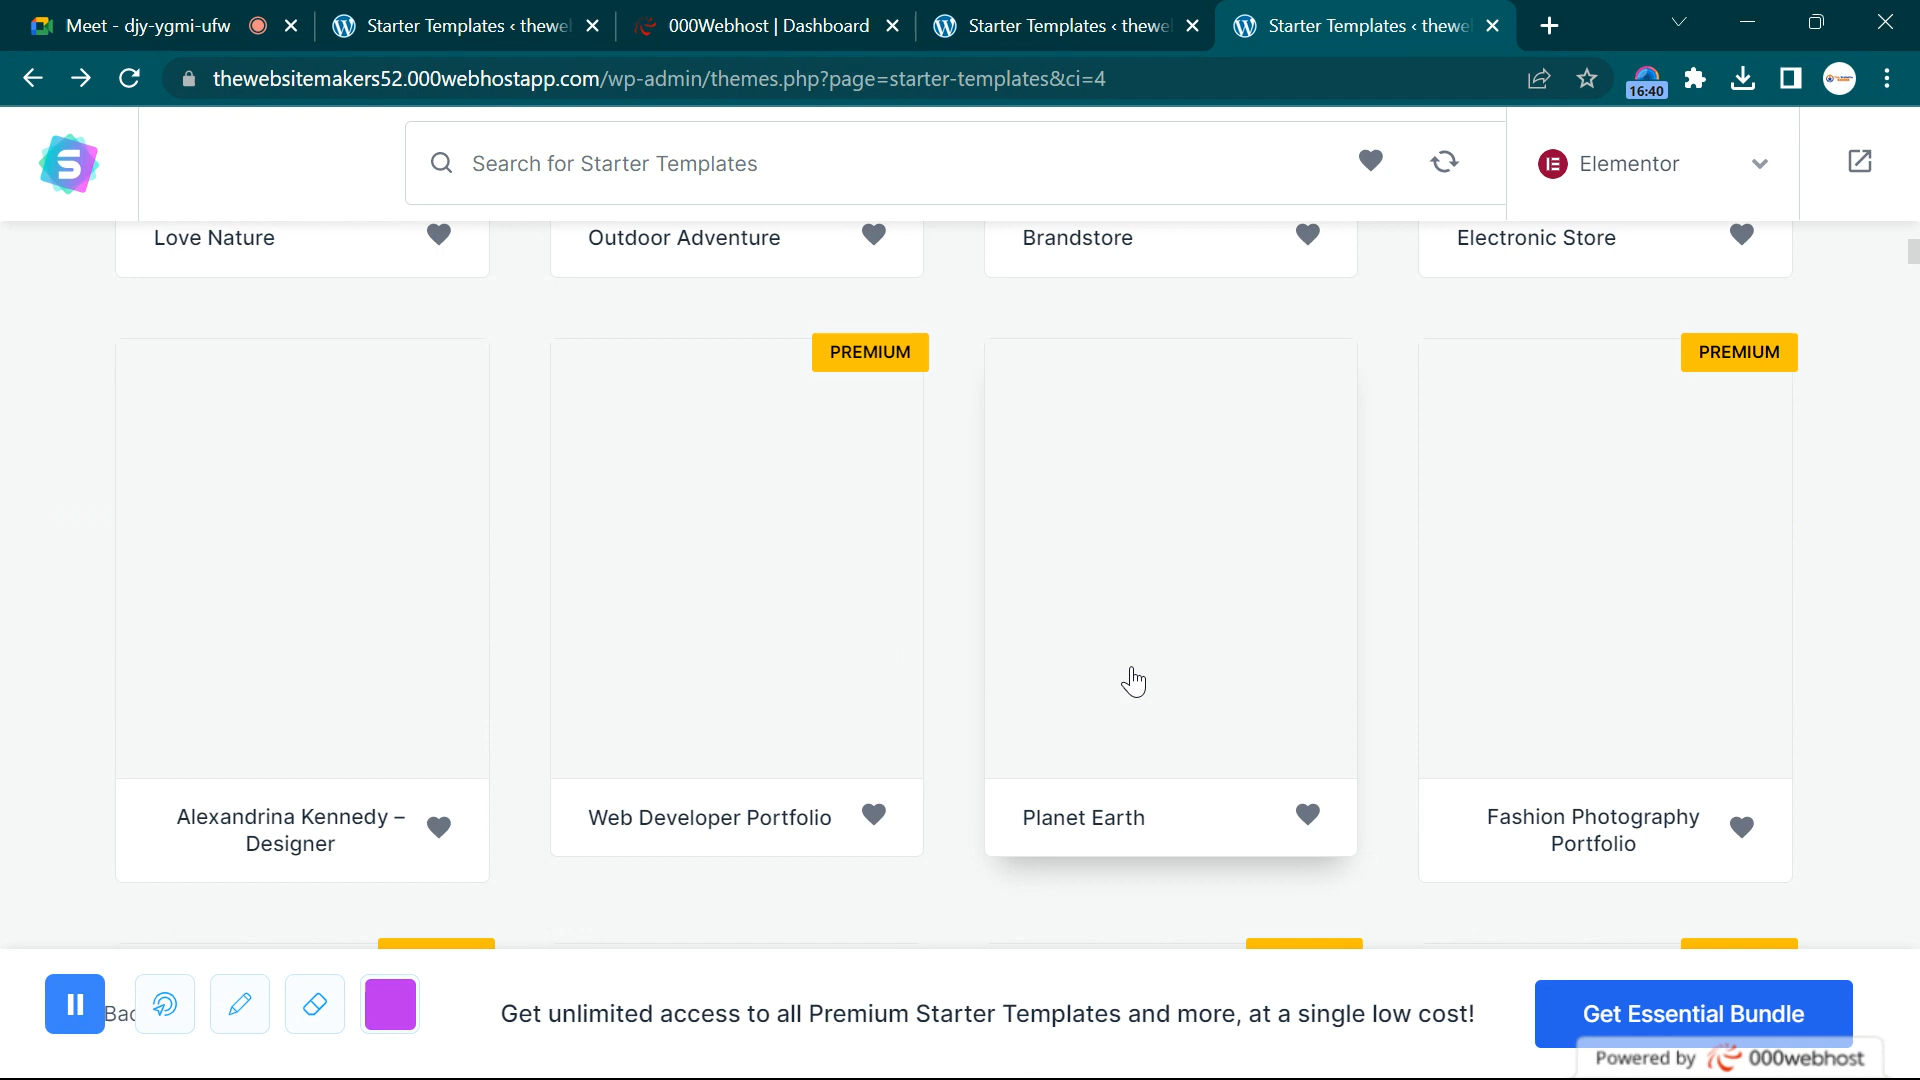 Meet - djy-ygmi-ufw
Starter Templates ‹ thewe
000Webhost | Dashboard
Starter Templates ‹ thewe
Starter Templates ‹ thewe
thewebsitemakers52.000webhostapp.com/wp-admin/themes.php?page=starter-templates&ci=4
16:40
S
Search for Starter Templates
Elementor
Love Nature
Outdoor Adventure
Brandstore
Electronic Store
PREMIUM
PREMIUM
Alexandrina Kennedy –
Designer
Web Developer Portfolio
Planet Earth
Fashion Photography
Portfolio
Bac
Get unlimited access to all Premium Starter Templates and more, at a single low cost!
Get Essential Bundle
Powered by 000webhost